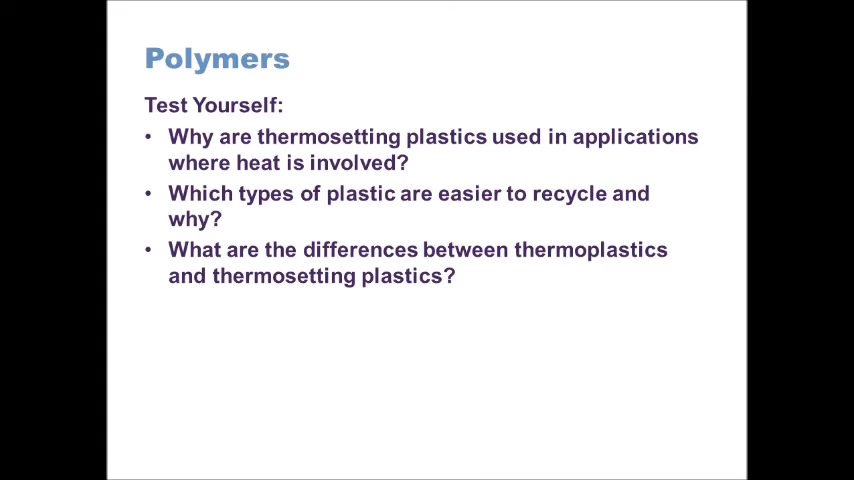 Polymers
Test Yourself:
• Why are thermosetting plastics used in applications
where heat is involved?
• Which types of plastic are easier to recycle and
why?
• What are the differences between thermoplastics
and thermosetting plastics?